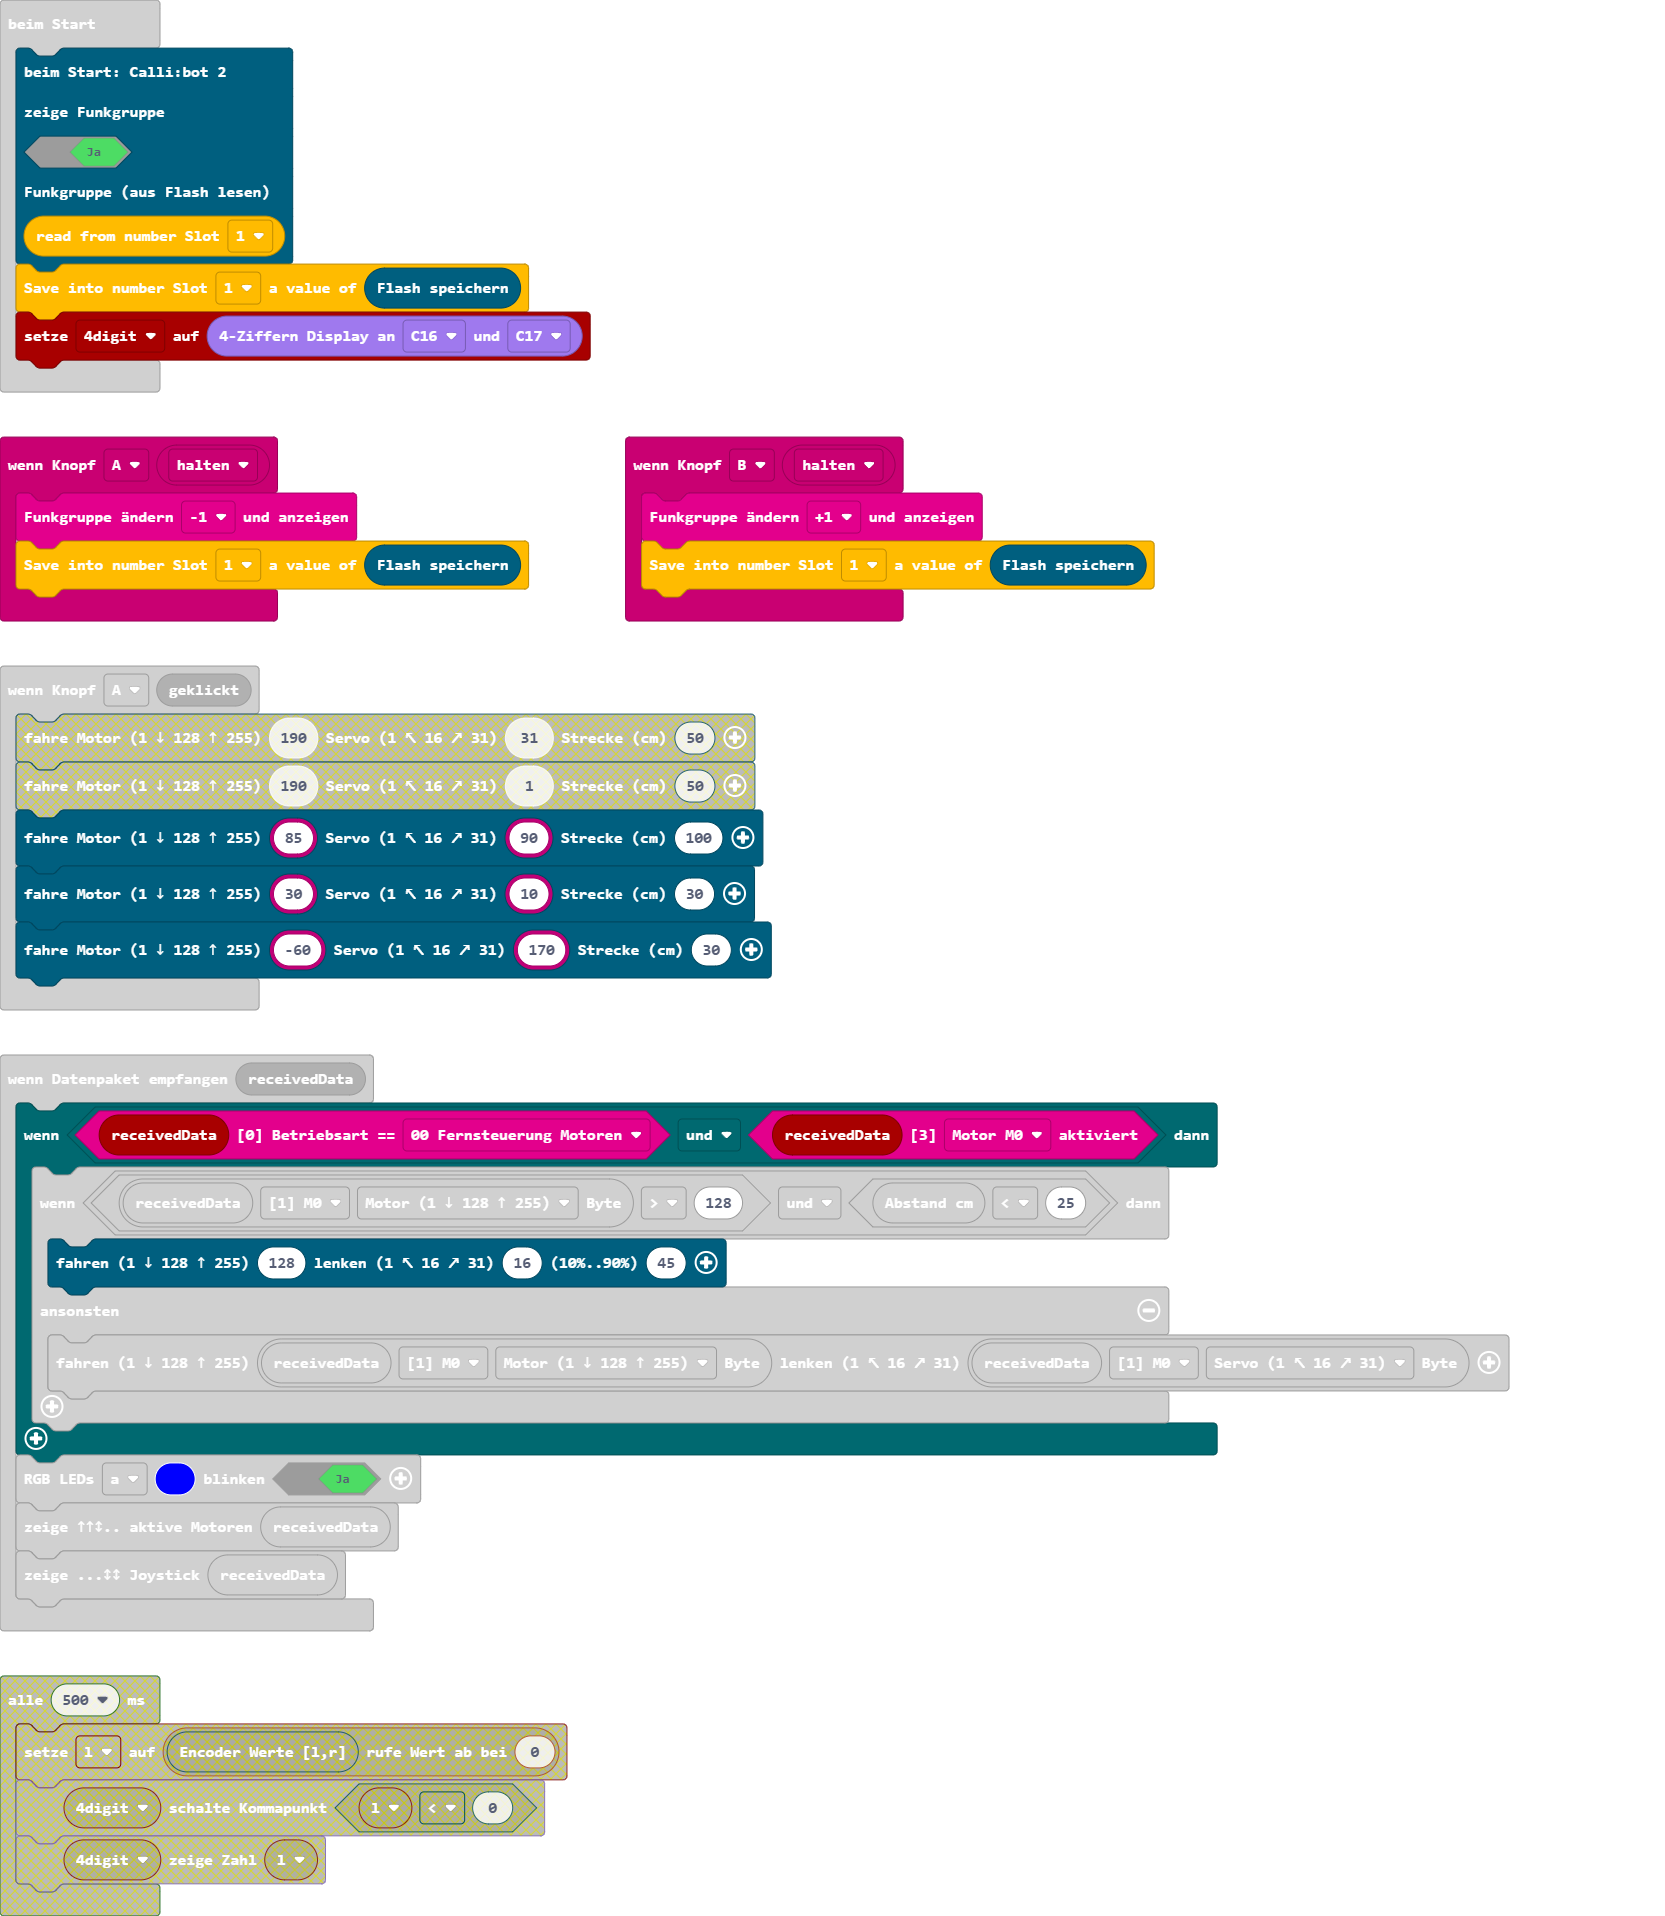 beim Start
beim Start: Calli:bot 2
zeige Funkgruppe
Ja
Funkgruppe (aus Flash lesen)
read from number Slot 1
Save into number Slot 1 a value of Flash speichern
setze 4digit auf 4-Ziffern Display an C16 und C17
wenn Knopf A halten
Funkgruppe ändern -1 und anzeigen
Save into number Slot 1 a value of Flash speichern
wenn Knopf B halten
Funkgruppe ändern +1 und anzeigen
Save into number Slot 1 a value of Flash speichern
wenn Knopf A geklickt
fahre Motor (1 ↓ 128 ↑ 255) 190 Servo (1 ↖ 16 ↗ 31) 31 Strecke (cm) 50
fahre Motor (1 ↓ 128 ↑ 255) 190 Servo (1 ↖ 16 ↗ 31) 1 Strecke (cm) 50
fahre Motor (1 ↓ 128 ↑ 255) 85 Servo (1 ↖ 16 ↗ 31) 90 Strecke (cm) 100
fahre Motor (1 ↓ 128 ↑ 255) 30 Servo (1 ↖ 16 ↗ 31) 10 Strecke (cm) 30
fahre Motor (1 ↓ 128 ↑ 255) -60 Servo (1 ↖ 16 ↗ 31) 170 Strecke (cm) 30
wenn Datenpaket empfangen receivedData
wenn receivedData [0] Betriebsart == 00 Fernsteuerung Motoren und receivedData [3] Motor M0 aktiviert dann
wenn receivedData [1] M0 Motor (1 ↓ 128 ↑ 255) Byte > 128 und Abstand cm < 25 dann
fahren (1 ↓ 128 ↑ 255) 128 lenken (1 ↖ 16 ↗ 31) 16 (10%..90%) 45
ansonsten
fahren (1 ↓ 128 ↑ 255) receivedData [1] M0 Motor (1 ↓ 128 ↑ 255) Byte lenken (1 ↖ 16 ↗ 31) receivedData [1] M0 Servo (1 ↖ 16 ↗ 31) Byte
RGB LEDs a blinken Ja
zeige ↑↑↕.. aktive Motoren receivedData
zeige ...↕↕ Joystick receivedData
alle 500 ms
setze l auf Encoder Werte [l,r] rufe Wert ab bei 0
4digit schalte Kommapunkt l < 0
4digit zeige Zahl l